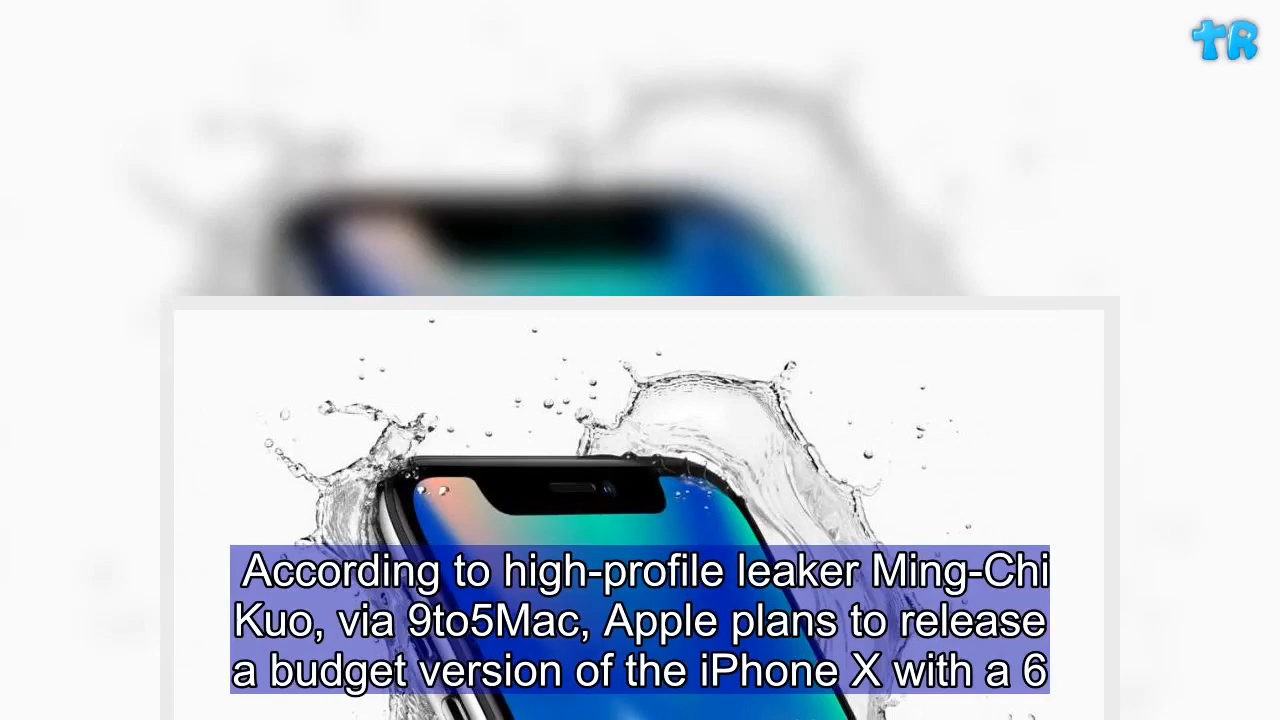 TR
According to high-profile leaker Ming-Chi
Kuo, via 9to5Mac, Apple plans to release
a budget version of the iPhone X with a 6